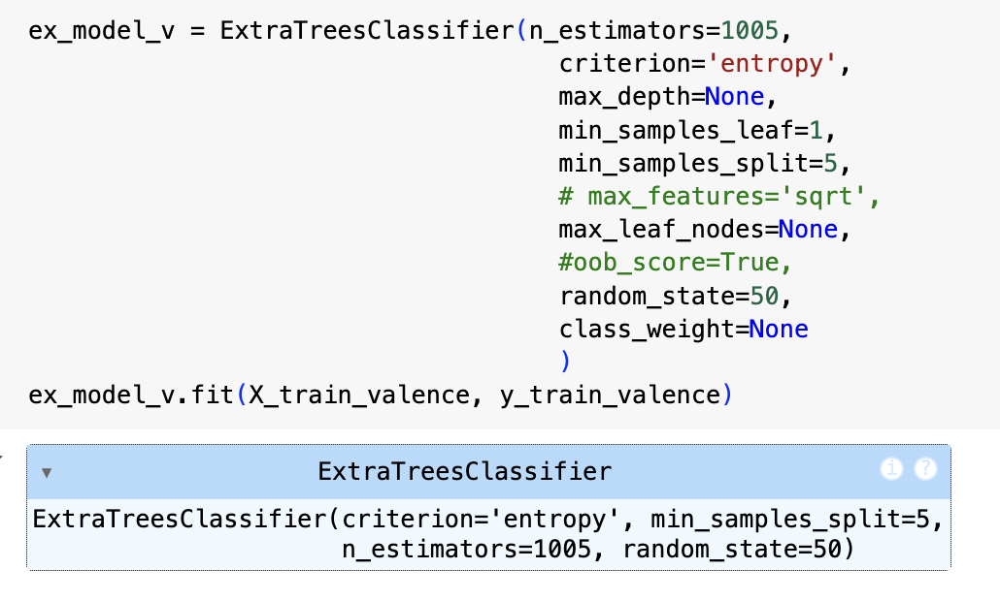 ex_model_v = ExtraTreesClassifier(n_estimators=1005,
criterion='entropy',
max_depth=None,
min_samples_leaf=1,
min_samples_split=5,
# max_features='sqrt',
max_leaf_nodes=None,
#oob_score=True,
random_state=50,
class_weight=None
)
ex_model_v.fit(X_train_valence, y_train_valence)
▼ ExtraTreesClassifier i ?
ExtraTreesClassifier(criterion='entropy', min_samples_split=5,
n_estimators=1005, random_state=50)